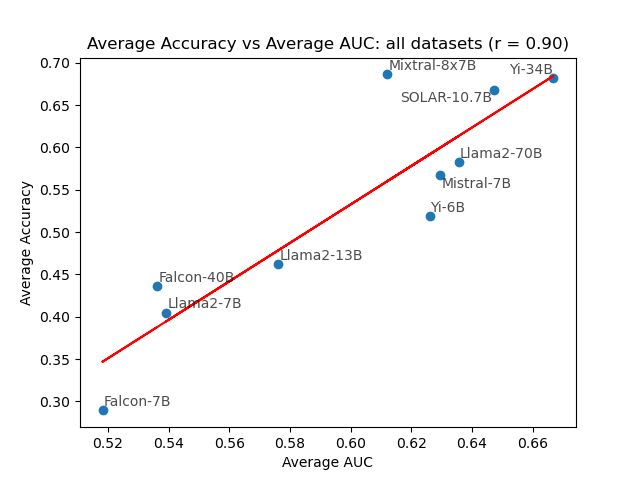 Average Accuracy vs Average AUC: all datasets (r = 0.90)
Average Accuracy
0.70
0.65
0.60
0.55
0.50
0.45
0.40
0.35
0.30
Mixtral-8x7B
Yi-34B
SOLAR-10.7B
Llama2-70B
Mistral-7B
Yi-6B
Llama2-13B
Falcon-40B
Llama2-7B
Falcon-7B
0.52 0.54 0.56 0.58 0.60 0.62 0.64 0.66
Average AUC